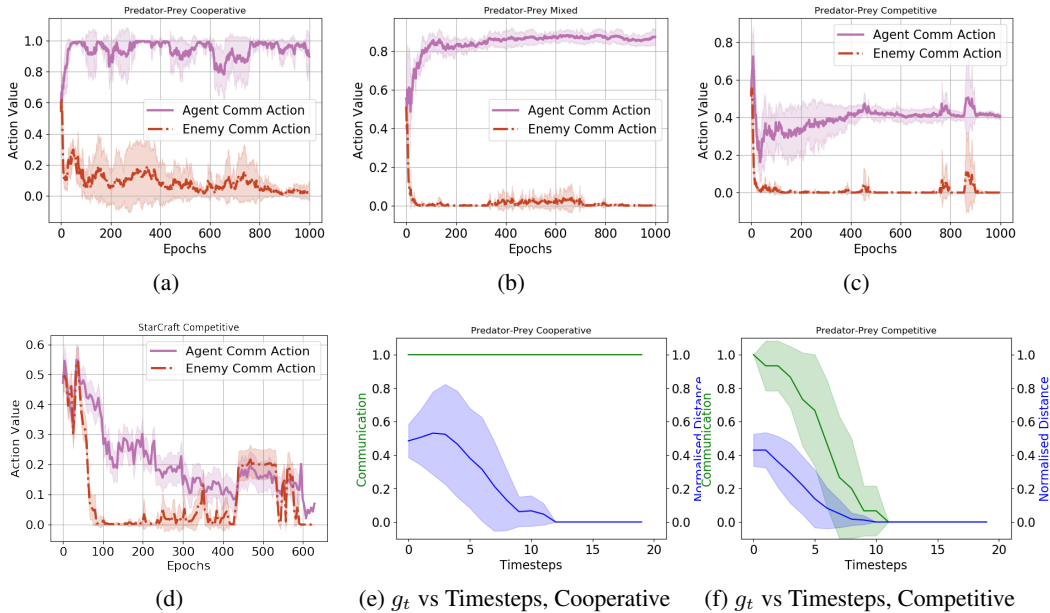 Predator-Prey Cooperative
1.0
0.8
0.6
0.4
0.2
0.0
Action Value
Agent Comm Action
Enemy Comm Action
0 200 400 600 800 1000
Epochs
(a)
Predator-Prey Mixed
0.8
0.6
0.4
0.2
0.0
Action Value
Agent Comm Action
Enemy Comm Action
0 200 400 600 800 1000
Epochs
(b)
Predator-Prey Competitive
1.0
0.8
0.6
0.4
0.2
0.0
Action Value
Agent Comm Action
Enemy Comm Action
0 200 400 600 800 1000
Epochs
(c)
StarCraft Competitive
0.6
0.5
0.4
0.3
0.2
0.1
0.0
Action Value
Agent Comm Action
Enemy Comm Action
0 100 200 300 400 500 600
Epochs
(d)
Predator-Prey Cooperative
1.0
0.8
0.6
0.4
0.2
0.0
Communication
1.0
0.8
0.6
0.4
0.2
0.0
Normalised Distance
0 5 10 15 20
Timesteps
(e) g_t vs Timesteps, Cooperative
Predator-Prey Competitive
1.0
0.8
0.6
0.4
0.2
0.0
Communication
1.0
0.8
0.6
0.4
0.2
0.0
Normalised Distance
0 5 10 15 20
Timesteps
(f) g_t vs Timesteps, Competitive